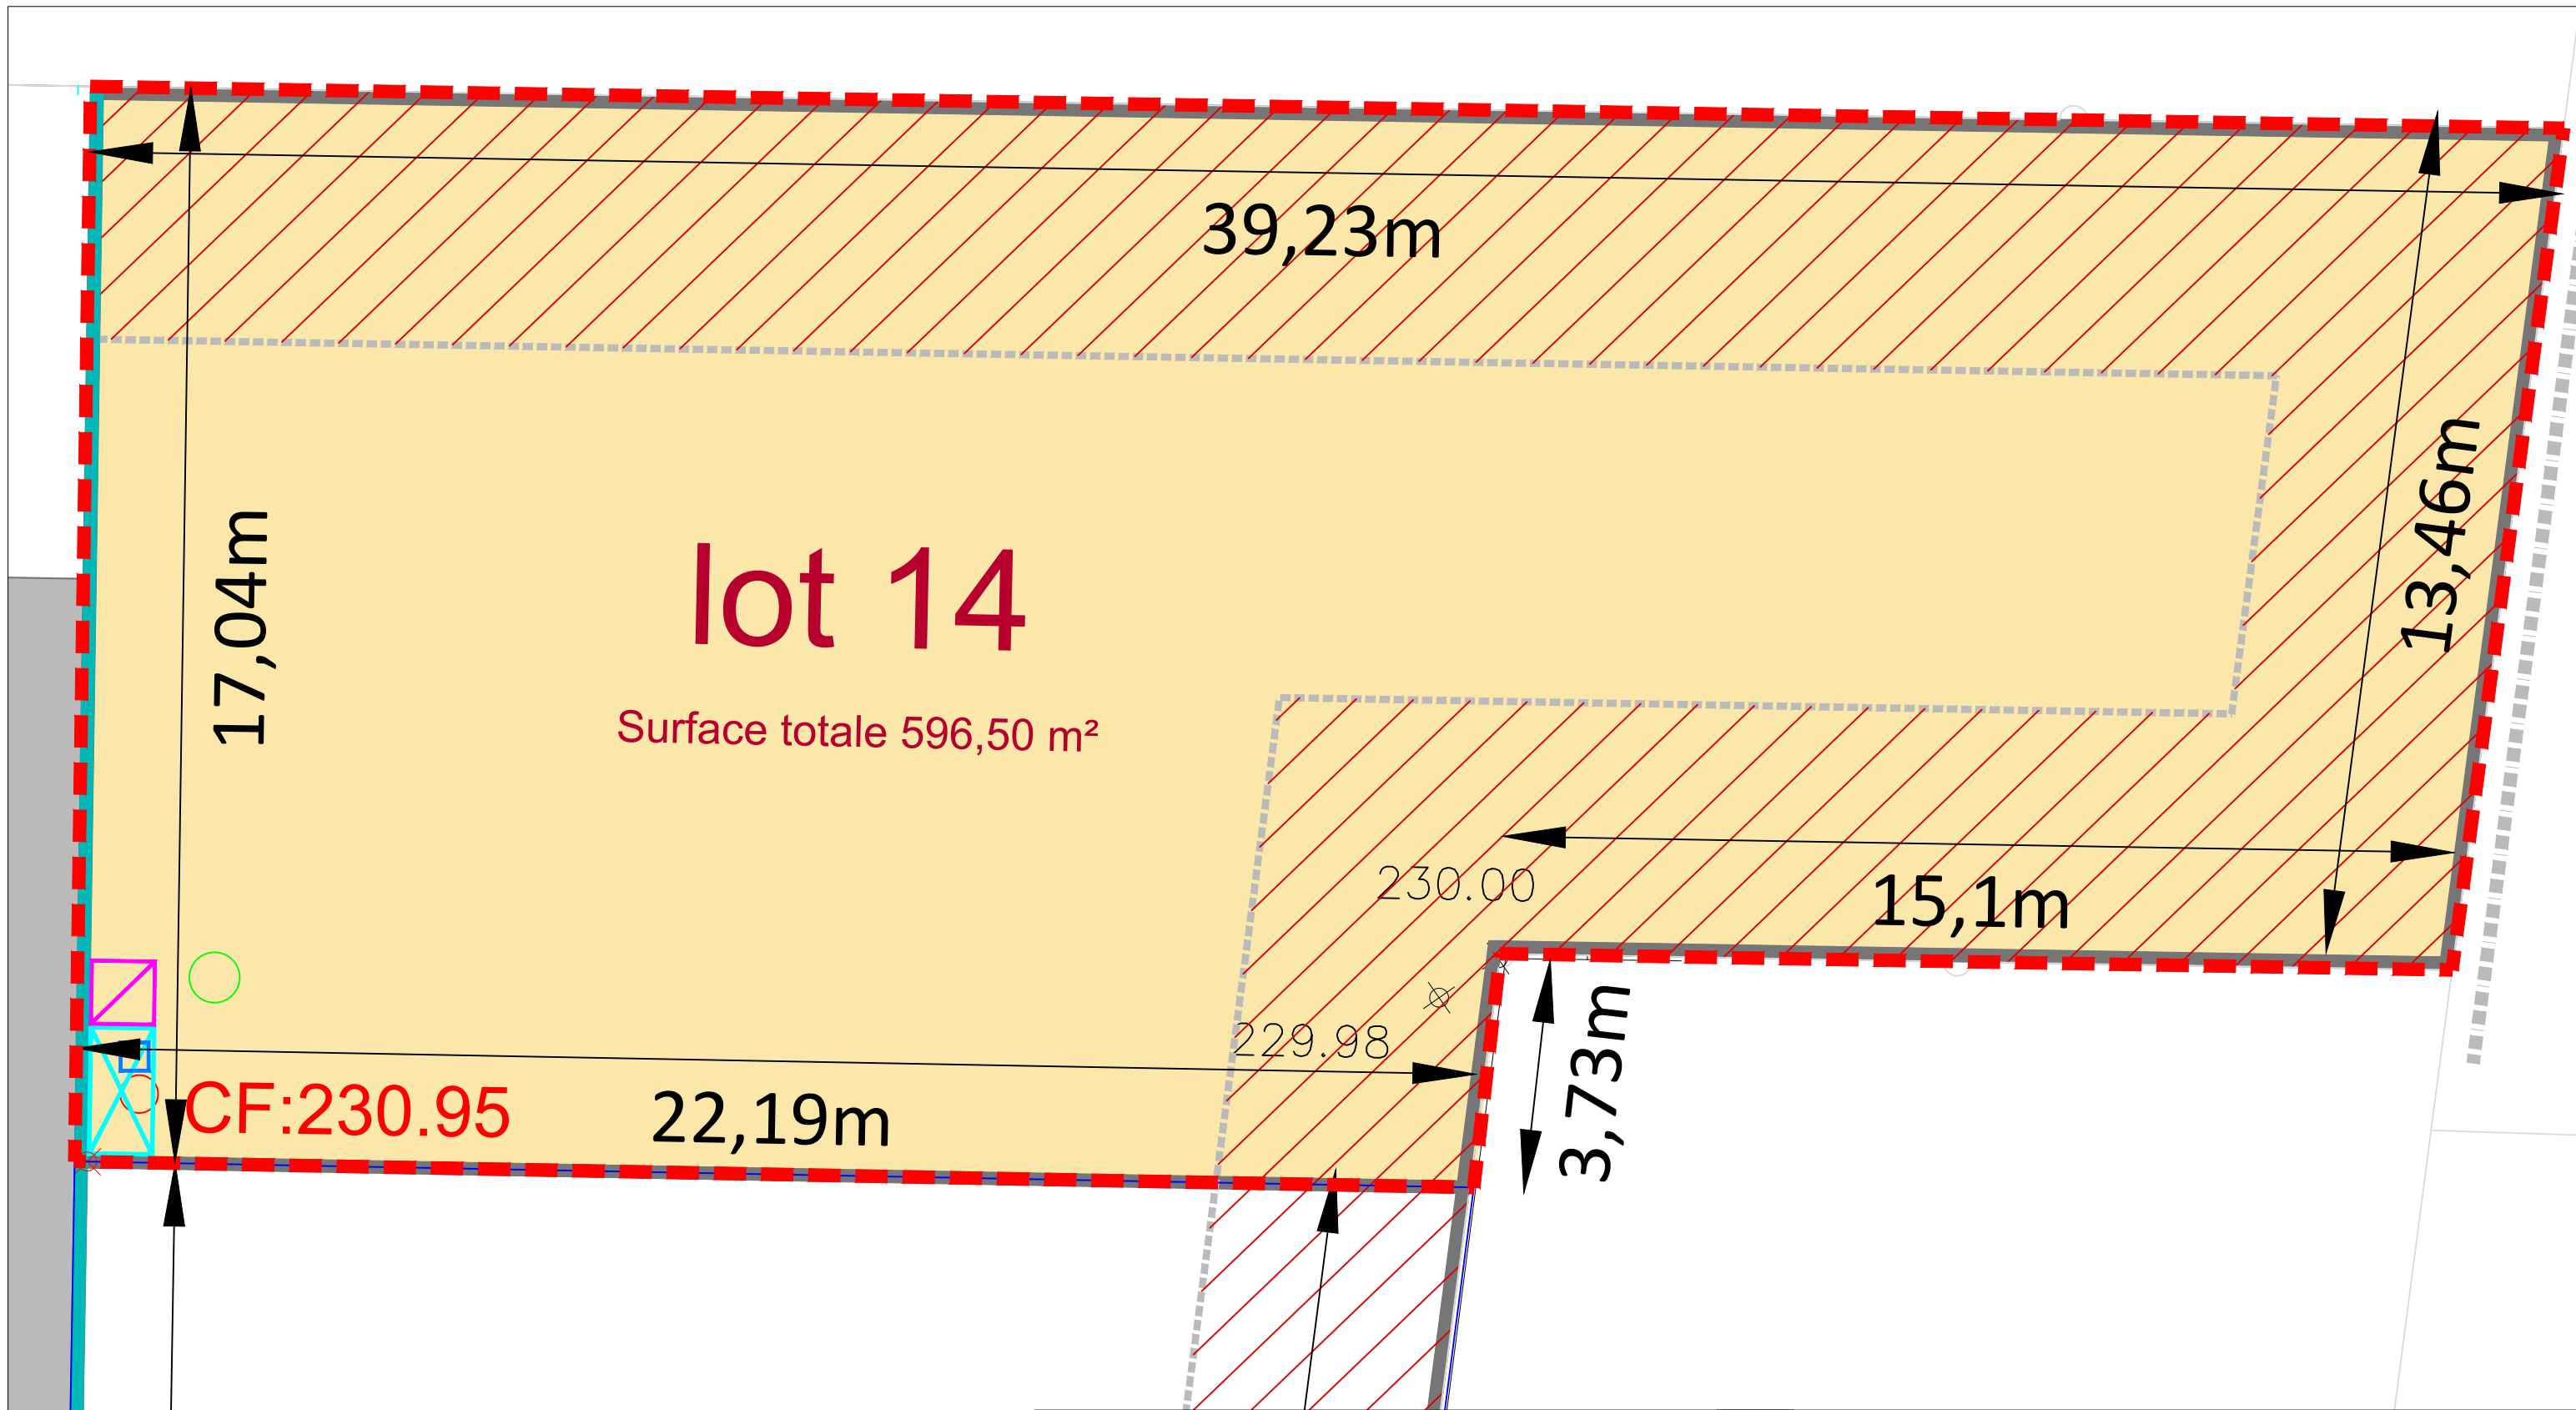 39,23m
13,46m
17,04m
lot 14
Surface totale 596,50 m²
230.00
15,1m
229.98
3,73m
CF:230.95
22,19m